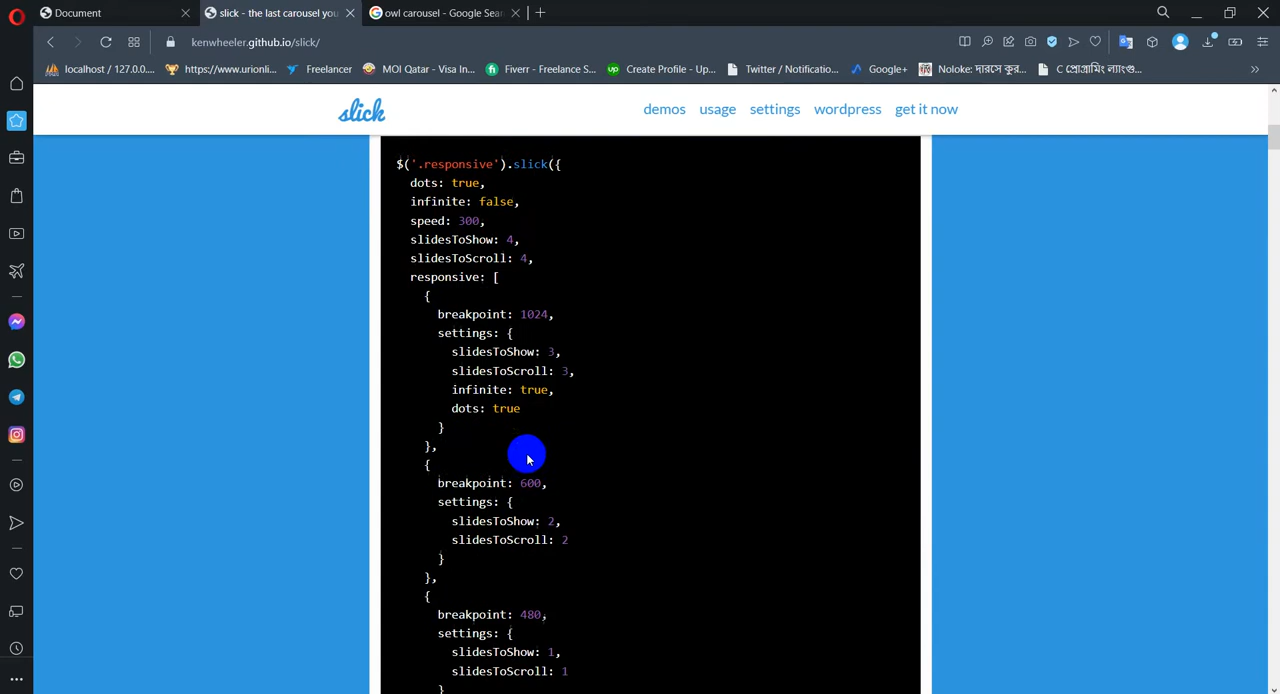 Document
slick - the last carousel you
owl carousel - Google Sear
kenwheeler.github.io/slick/
localhost / 127.0.0....
https://www.urionli...
Freelancer
MOI Qatar - Visa In...
Fiverr - Freelance S...
Create Profile - Up...
Twitter / Notificatio...
Google+
Noloke: দারসে কুর...
C প্রোগ্রামিং ল্যাংগু...
slick
demos
usage
settings
wordpress
get it now
$('.responsive').slick({
dots: true,
infinite: false,
speed: 300,
slidesToShow: 4,
slidesToScroll: 4,
responsive: [
{
breakpoint: 1024,
settings: {
slidesToShow: 3,
slidesToScroll: 3,
infinite: true,
dots: true
}
},
{
breakpoint: 600,
settings: {
slidesToShow: 2,
slidesToScroll: 2
}
},
{
breakpoint: 480,
settings: {
slidesToShow: 1,
slidesToScroll: 1
}